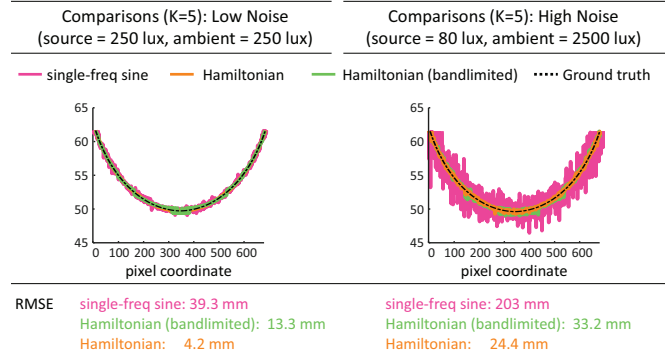 Comparisons (K=5): Low Noise
(source = 250 lux, ambient = 250 lux)
Comparisons (K=5): High Noise
(source = 80 lux, ambient = 2500 lux)
single-freq sine
Hamiltonian
Hamiltonian (bandlimited)
Ground truth
65
60
55
50
45
0 100 200 300 400 500 600
pixel coordinate
65
60
55
50
45
0 100 200 300 400 500 600
pixel coordinate
RMSE
single-freq sine: 39.3 mm
Hamiltonian (bandlimited): 13.3 mm
Hamiltonian: 4.2 mm
single-freq sine: 203 mm
Hamiltonian (bandlimited): 33.2 mm
Hamiltonian: 24.4 mm